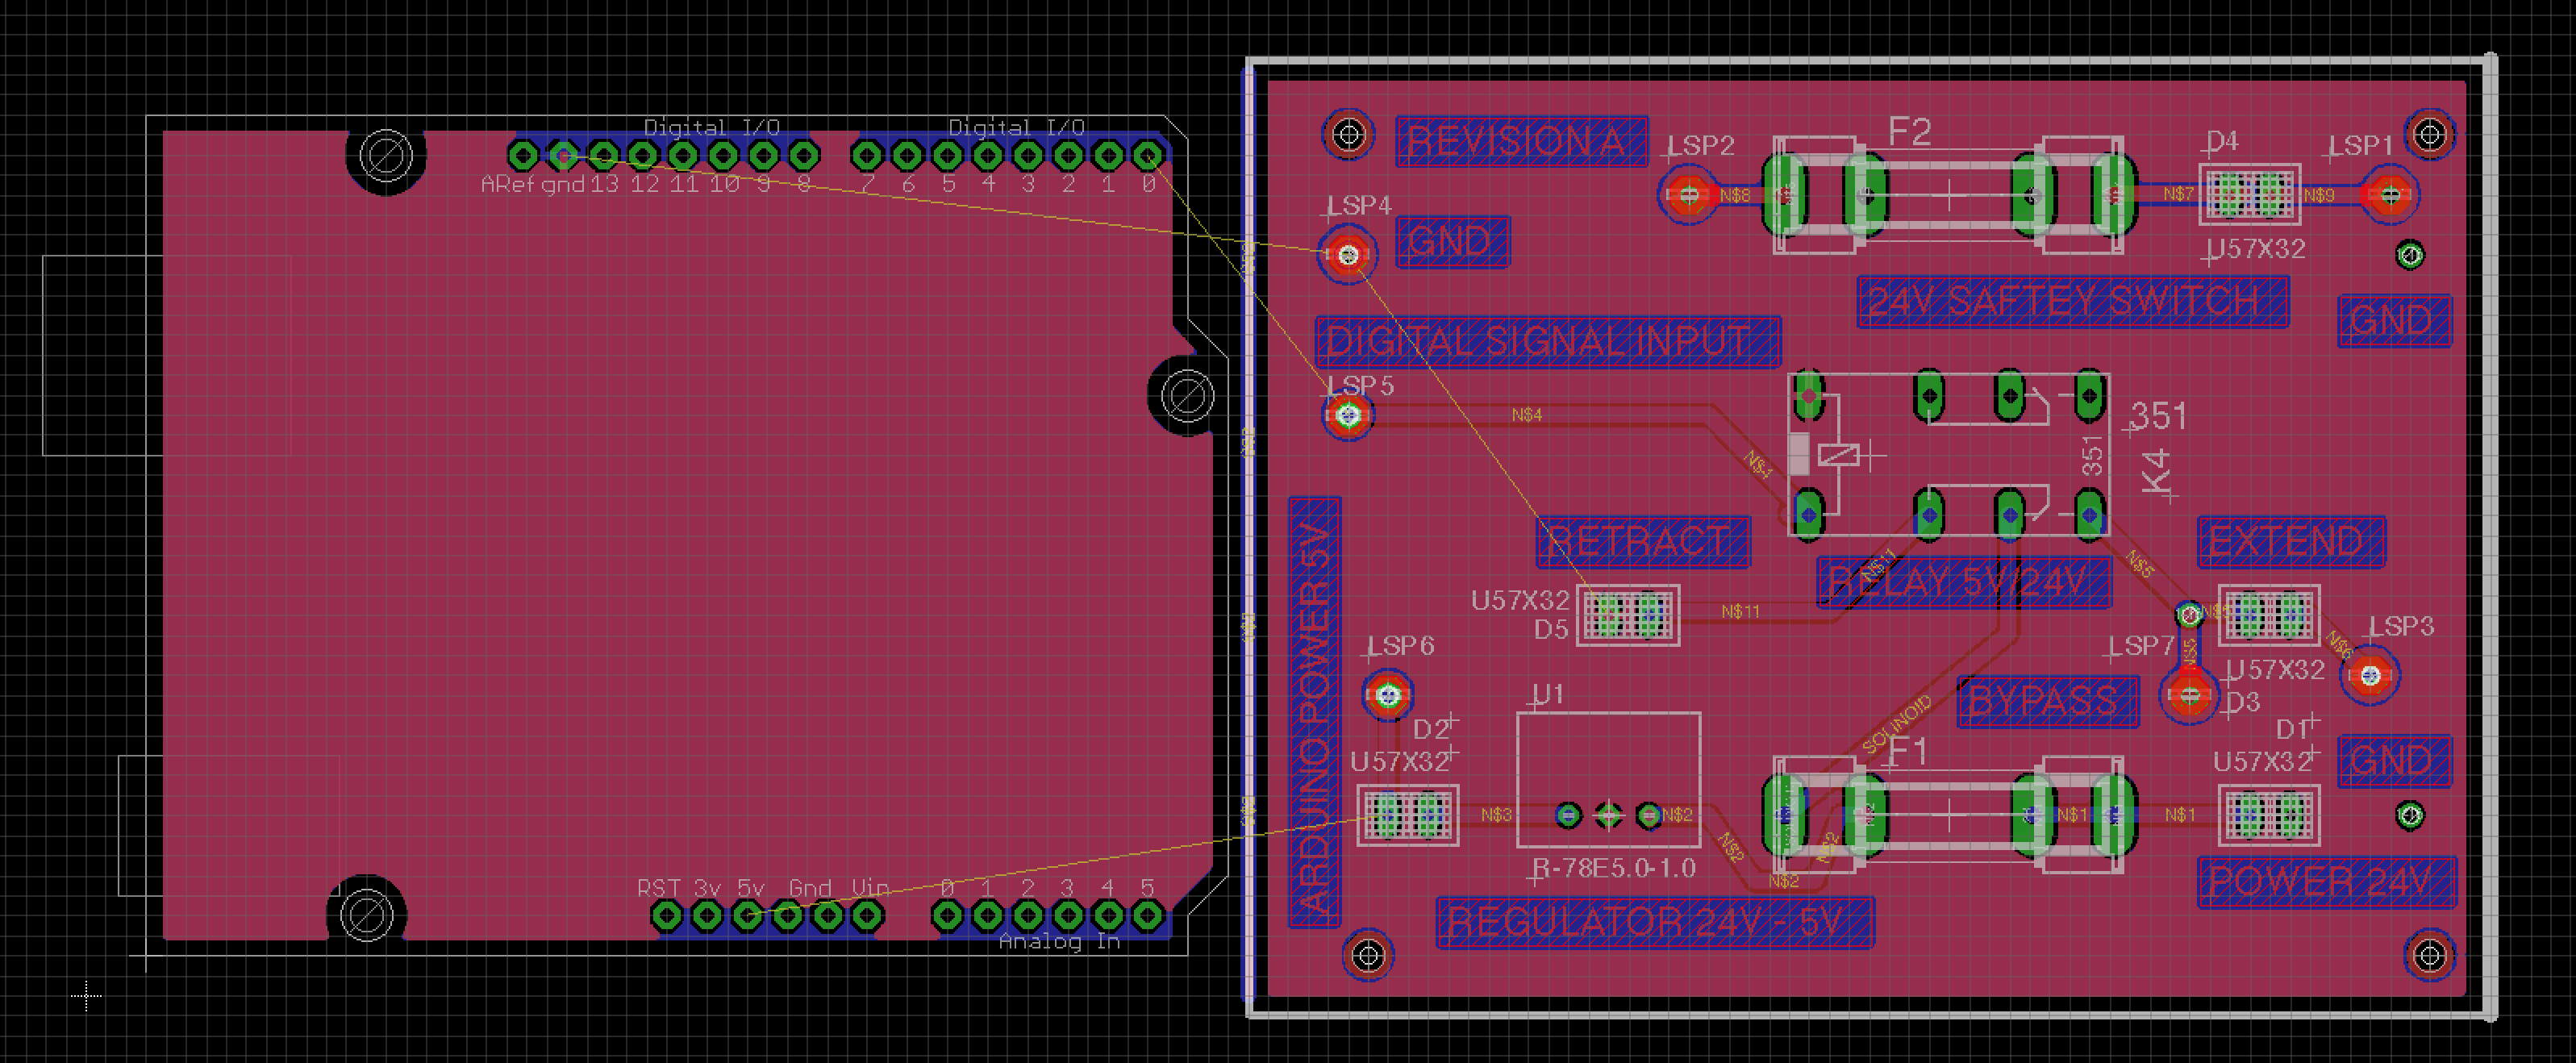 Digital I/O Digital I/O
ARef gnd 13 12 11 10 9 8 7 6 5 4 3 2 1 0
RST 3v 5v Gnd Vin 0 1 2 3 4 5
Analog In
REVISION A
LSP2
F2
D4
LSP1
N$8
N$7
N$9
U57X32
LSP4
GND
24V SAFTEY SWITCH
GND
DIGITAL SIGNAL INPUT
LSP5
N$4
N$4
351
351
K4
ARDUINO POWER 5V
RETRACT
N$11
RELAY 5V/24V
N$5
EXTEND
U57X32
D5
N$11
N$5
LSP7
N$5
N$6
LSP3
U57X32
D3
LSP6
U1
BYPASS
D2
U57X32
SOLINOID
F1
D1
U57X32
GND
N$3
N$2
N$2
N$2
N$2
N$1
N$1
R-78E5.0-1.0
POWER 24V
REGULATOR 24V - 5V